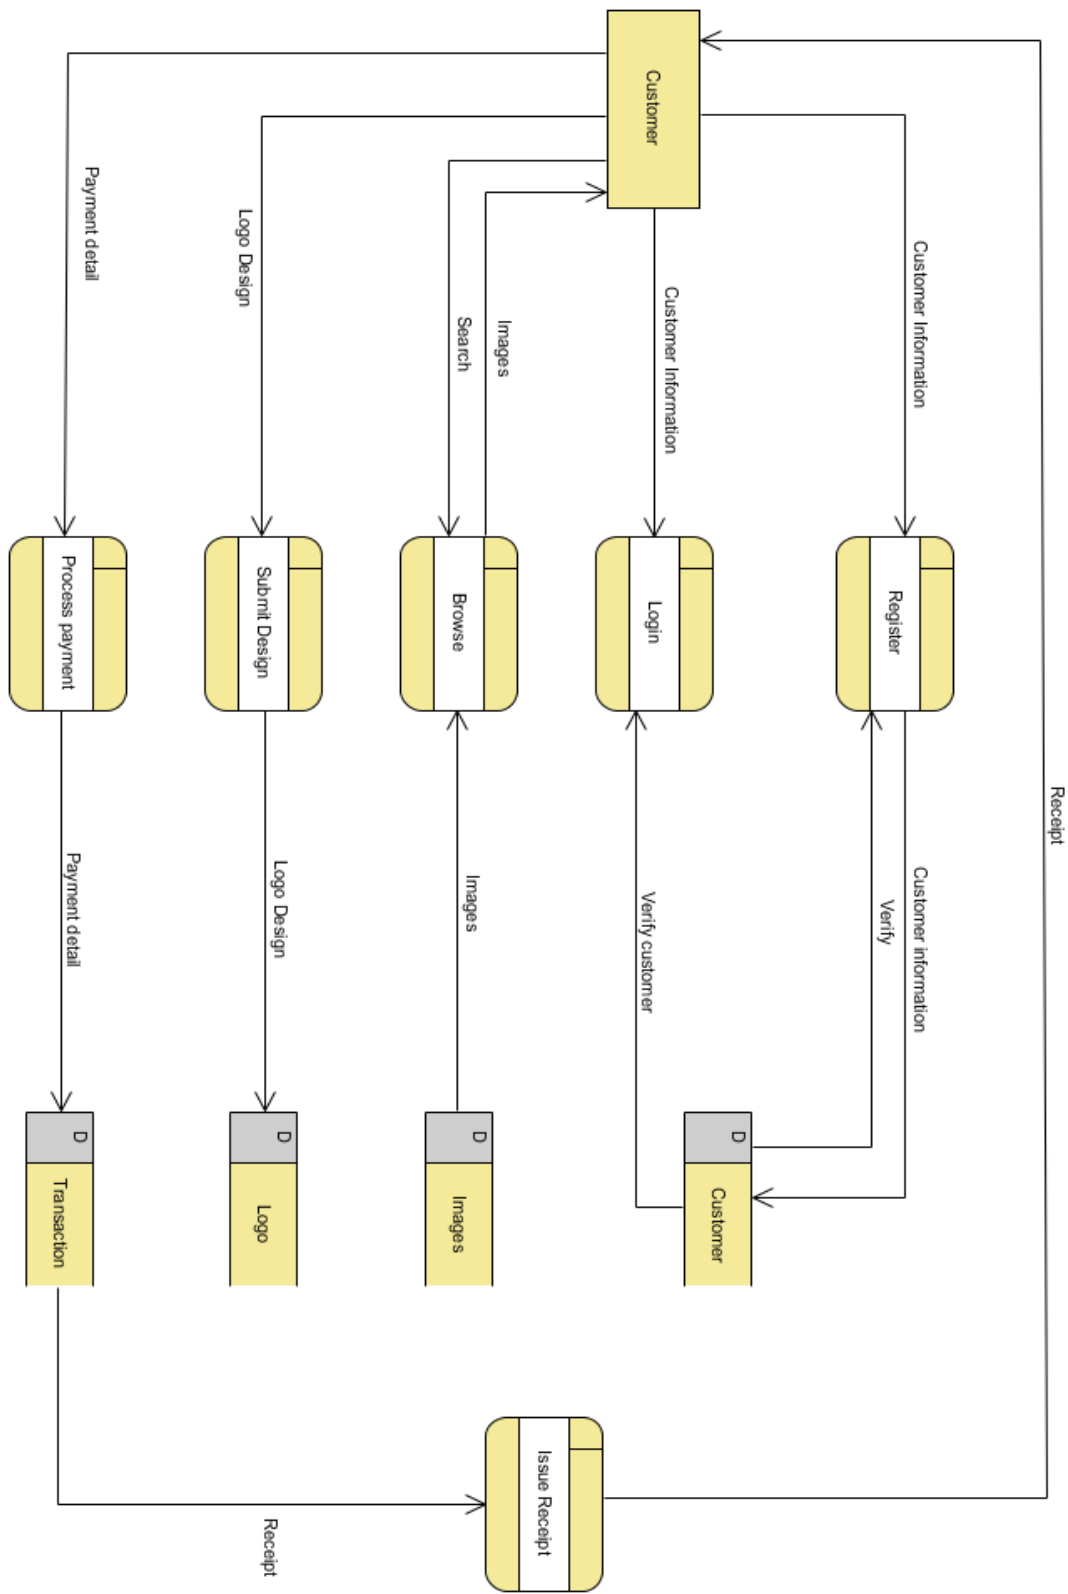 Receipt
Customer Information
Register
Customer information
Verify
Customer
Customer Information
Login
Verify customer
D
Customer
Images
Search
Browse
Images
D
Images
Issue Receipt
Logo Design
Submit Design
Logo Design
D
Logo
Payment detail
Process payment
Payment detail
D
Transaction
Receipt